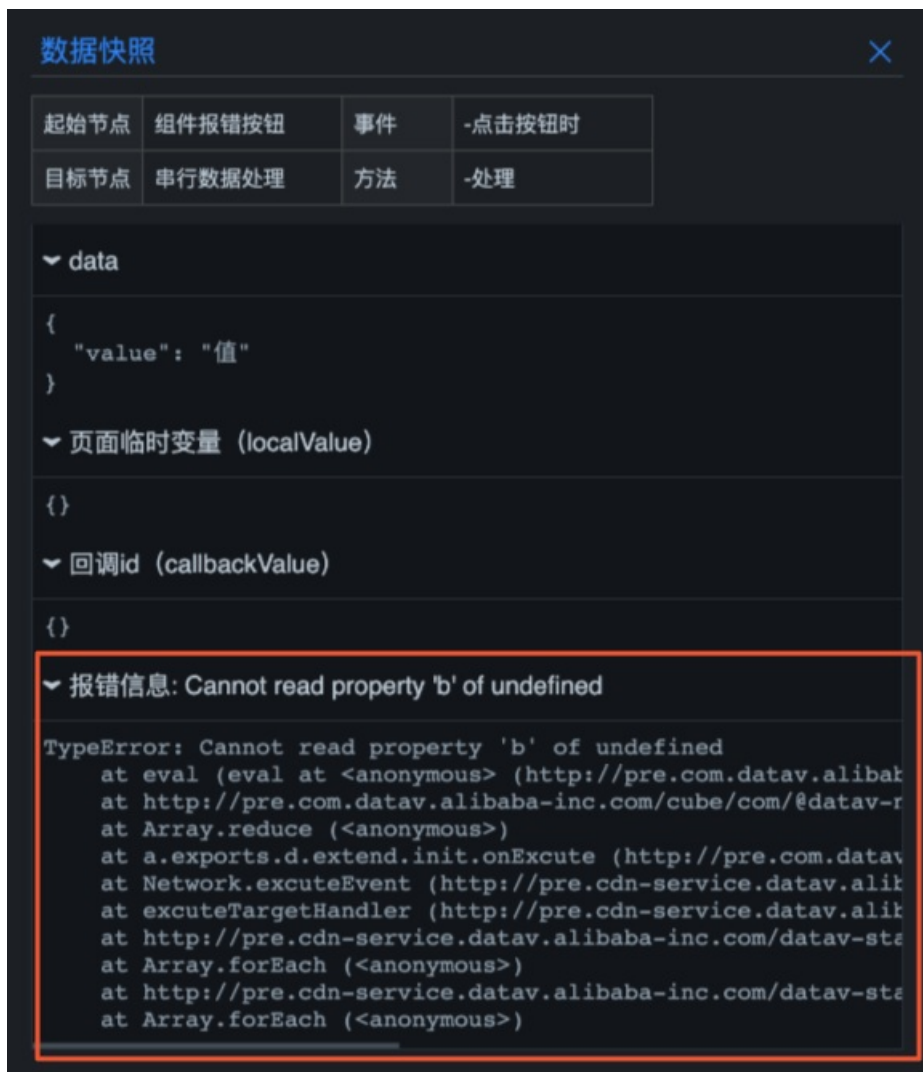 数据快照
起始节点 组件报错按钮 事件 -点击按钮时
目标节点 串行数据处理 方法 -处理
data
{
"value": "值"
}
页面临时变量（localValue）
{}
回调id（callbackValue）
{}
报错信息: Cannot read property 'b' of undefined
TypeError: Cannot read property 'b' of undefined
at eval (eval at <anonymous> (http://pre.com.datav.alibab
at http://pre.com.datav.alibaba-inc.com/cube/com/@datav-r
at Array.reduce (<anonymous>)
at a.exports.d.extend.init.onExcute (http://pre.com.datav
at Network.excuteEvent (http://pre.cdn-service.datav.alib
at excuteTargetHandler (http://pre.cdn-service.datav.alib
at http://pre.cdn-service.datav.alibaba-inc.com/datav-sta
at Array.forEach (<anonymous>)
at http://pre.cdn-service.datav.alibaba-inc.com/datav-sta
at Array.forEach (<anonymous>)